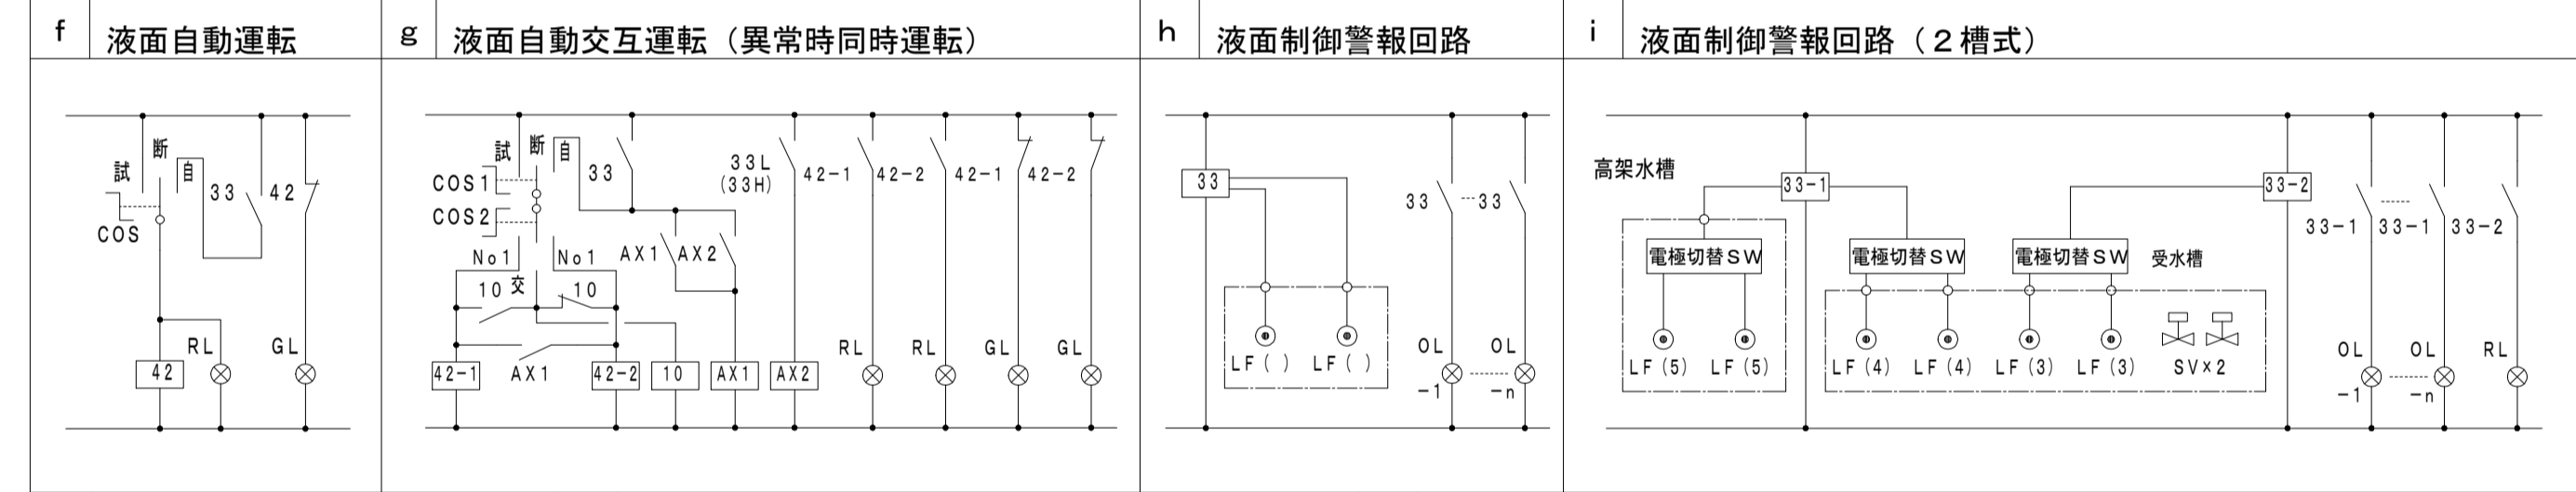 f 液面自動運転
試 断 自
33 42
COS
RL GL
42
g 液面自動交互運転（異常時同時運転）
試 断 自
33
33L
(33H)
42-1 42-2 42-1 42-2
COS1
COS2
No1 No1 AX1 AX2
10 交 10
RL RL GL GL
42-1 AX1 42-2 10 AX1 AX2
h 液面制御警報回路
33
33 33
LF( ) LF( )
OL OL
-1 -n
i 液面制御警報回路（２槽式）
高架水槽
33-1 33-2
33-1 33-1 33-2
電極切替SW 電極切替SW 電極切替SW 受水槽
LF(5) LF(5) LF(4) LF(4) LF(3) LF(3) SV×2
OL OL RL
-1 -n